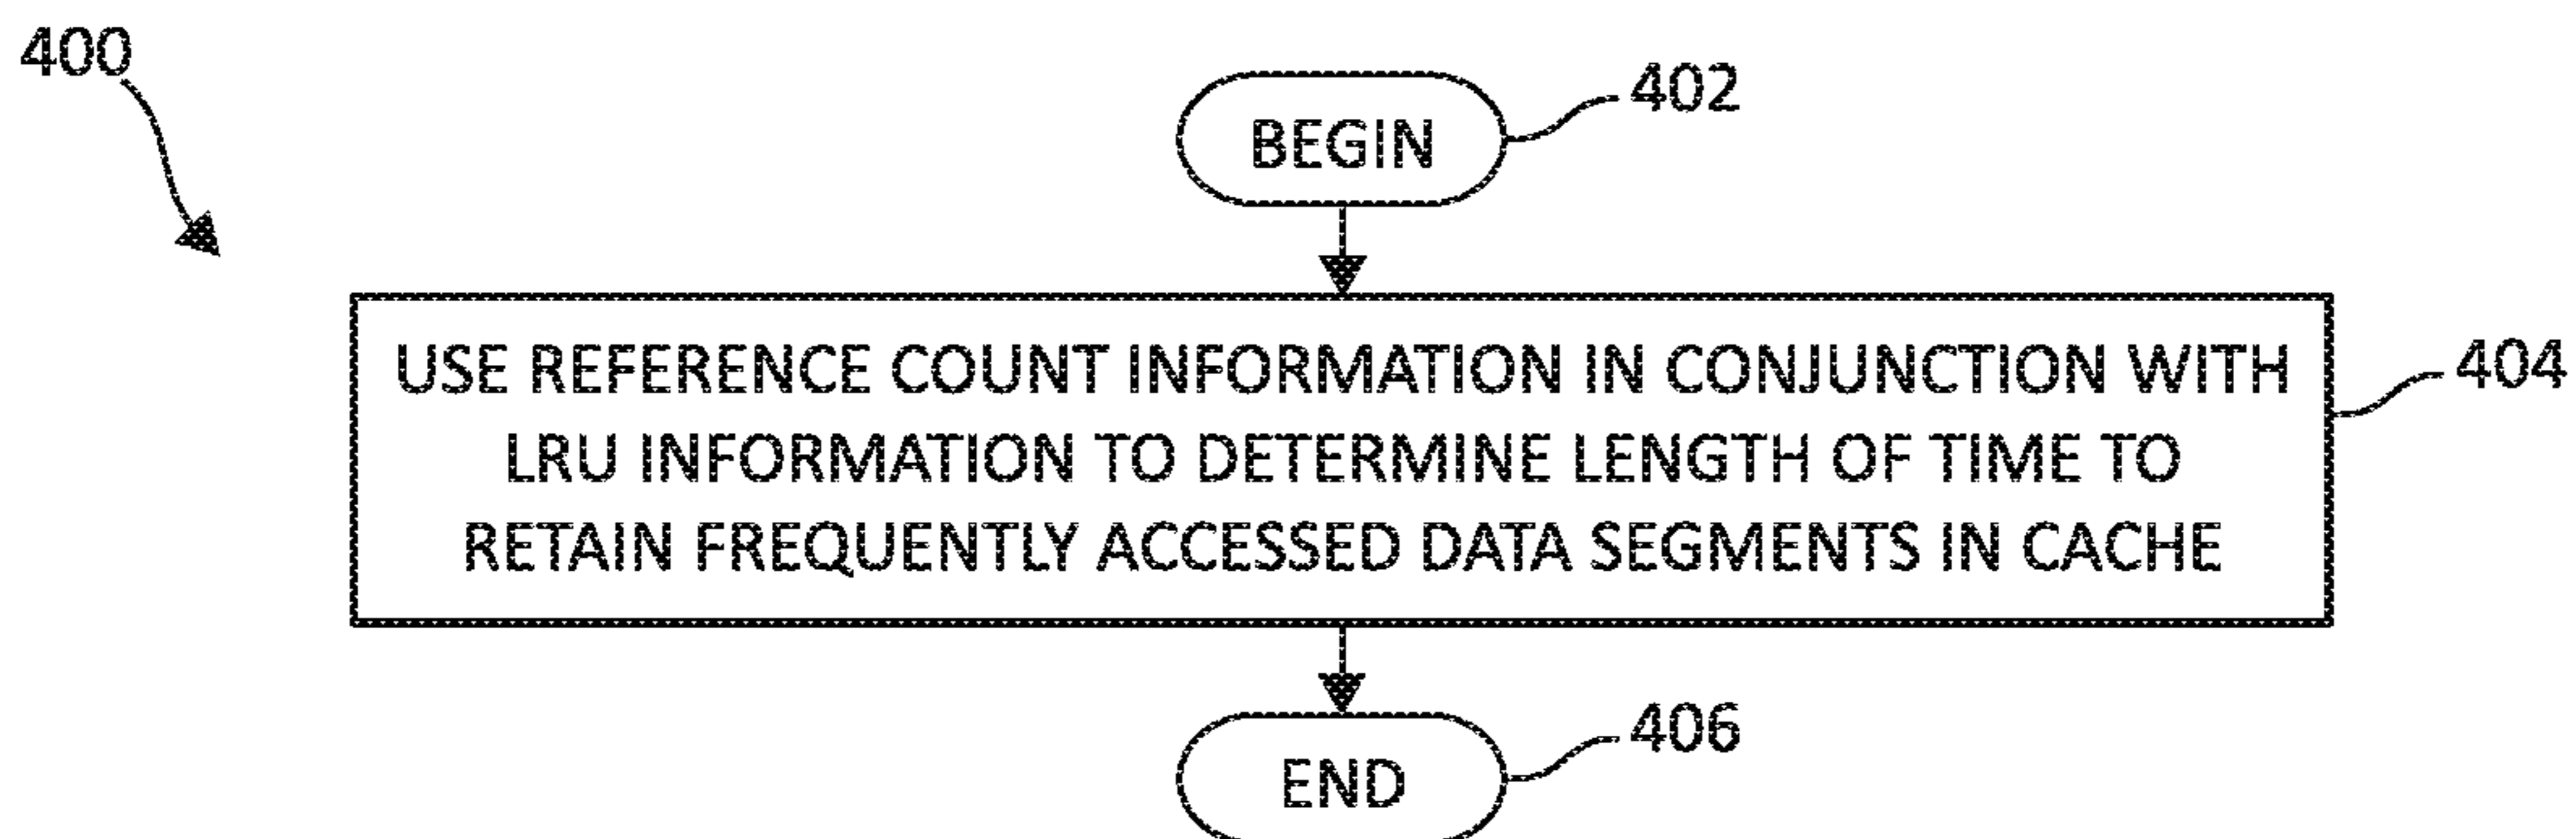 400
BEGIN
402
USE REFERENCE COUNT INFORMATION IN CONJUNCTION WITH
LRU INFORMATION TO DETERMINE LENGTH OF TIME TO
RETAIN FREQUENTLY ACCESSED DATA SEGMENTS IN CACHE
404
END
406